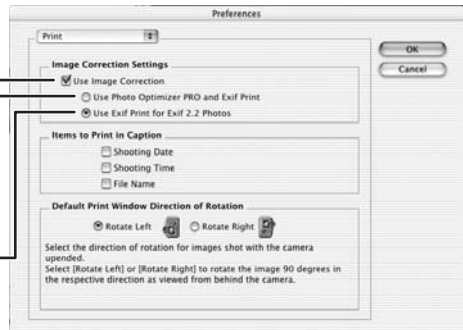 Preferences
Print
OK
Cancel
Image Correction Settings
Use Image Correction
Use Photo Optimizer PRO and Exif Print
Use Exif Print for Exif 2.2 Photos
Items to Print in Caption
Shooting Date
Shooting Time
File Name
Default Print Window Direction of Rotation
Rotate Left Rotate Right
Select the direction of rotation for images shot with the camera
upended.
Select [Rotate Left] or [Rotate Right] to rotate the image 90 degrees in
the respective direction as viewed from behind the camera.